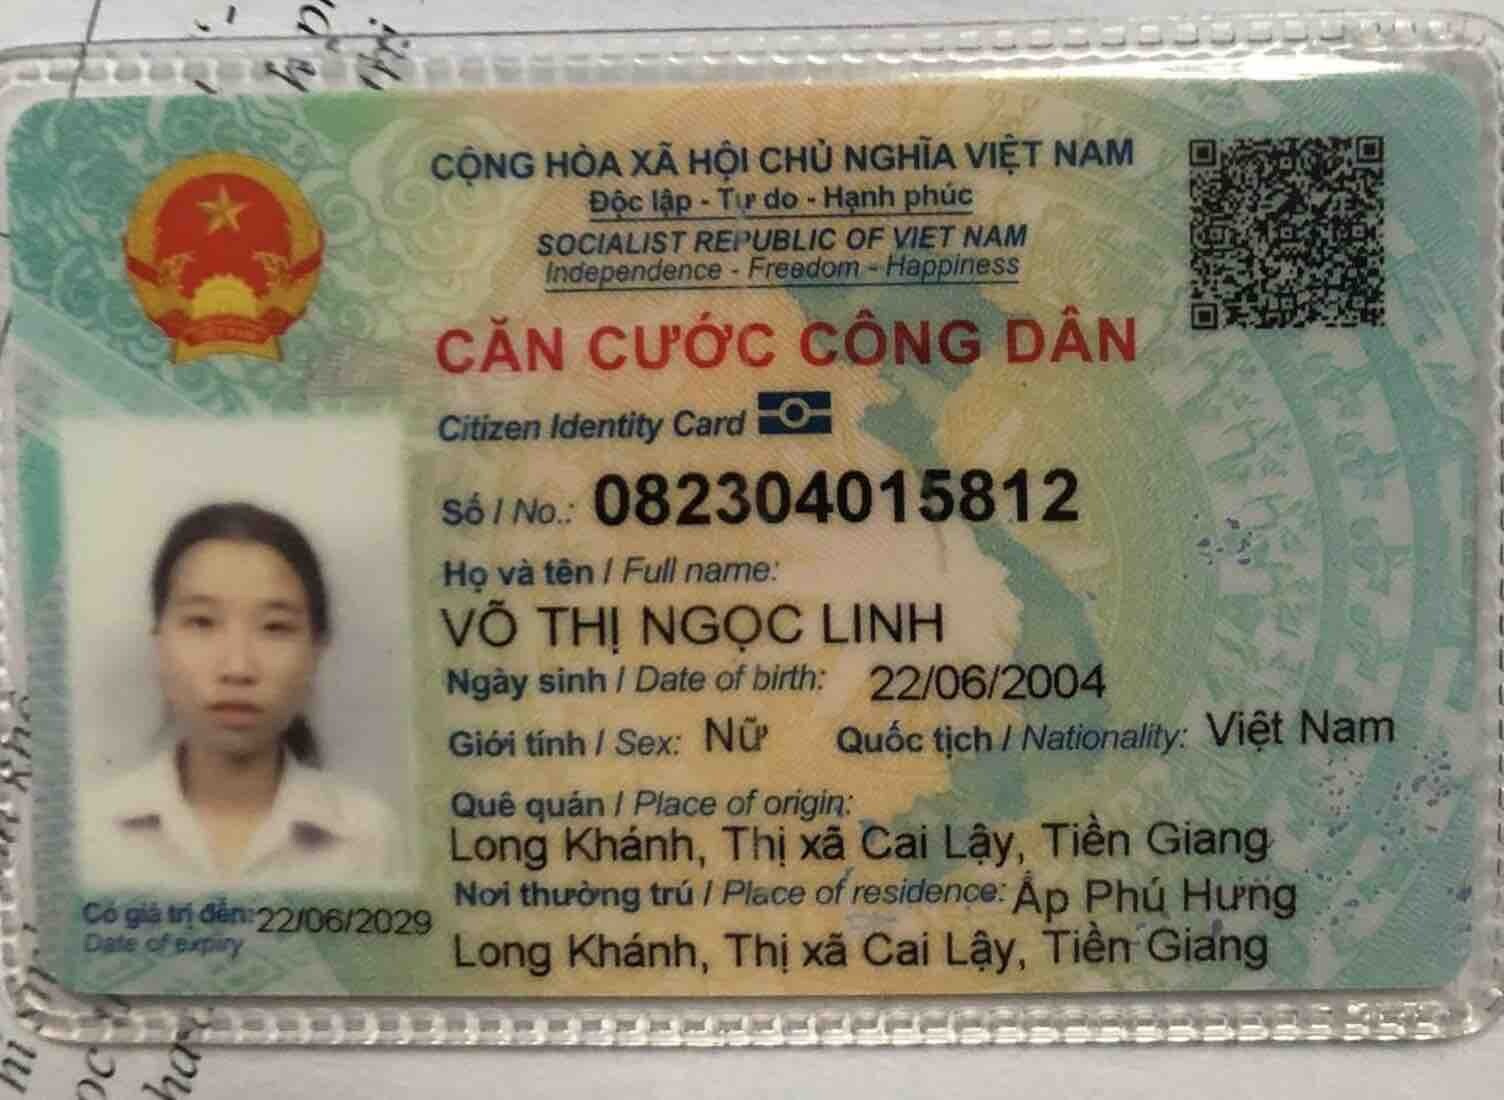 CỘNG HÒA XÃ HỘI CHỦ NGHĨA VIỆT NAM
Độc lập - Tự do - Hạnh phúc
SOCIALIST REPUBLIC OF VIET NAM
Independence - Freedom - Happiness
CĂN CƯỚC CÔNG DÂN
Citizen Identity Card
Số / No.: 082304015812
Họ và tên / Full name:
VÕ THỊ NGỌC LINH
Ngày sinh / Date of birth: 22/06/2004
Giới tính / Sex: Nữ Quốc tịch / Nationality: Việt Nam
Quê quán / Place of origin:
Long Khánh, Thị xã Cai Lậy, Tiền Giang
Nơi thường trú / Place of residence: Ấp Phú Hưng
Long Khánh, Thị xã Cai Lậy, Tiền Giang
Có giá trị đến: 22/06/2029
Date of expiry